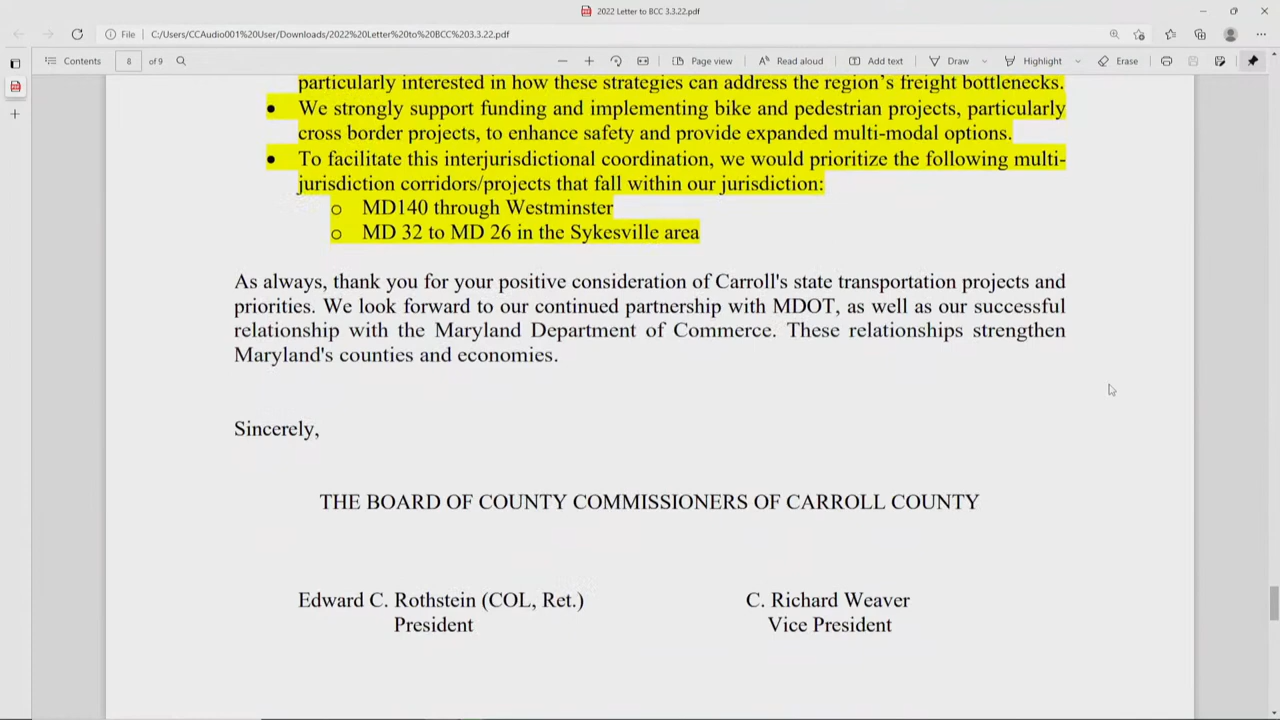 2022 Letter to BCC 3.3.22.pdf
File C:/Users/CCAudio001%20User/Downloads/2022%20Letter%20to%20BCC%203.3.22.pdf
Contents 8 of 9 Page view Read aloud Add text Draw Highlight Erase
particularly interested in how these strategies can address the region's freight bottlenecks.
• We strongly support funding and implementing bike and pedestrian projects, particularly
cross border projects, to enhance safety and provide expanded multi-modal options.
• To facilitate this interjurisdictional coordination, we would prioritize the following multi-
jurisdiction corridors/projects that fall within our jurisdiction:
o MD140 through Westminster
o MD 32 to MD 26 in the Sykesville area
As always, thank you for your positive consideration of Carroll's state transportation projects and
priorities. We look forward to our continued partnership with MDOT, as well as our successful
relationship with the Maryland Department of Commerce. These relationships strengthen
Maryland's counties and economies.
Sincerely,
THE BOARD OF COUNTY COMMISSIONERS OF CARROLL COUNTY
Edward C. Rothstein (COL, Ret.) C. Richard Weaver
President Vice President